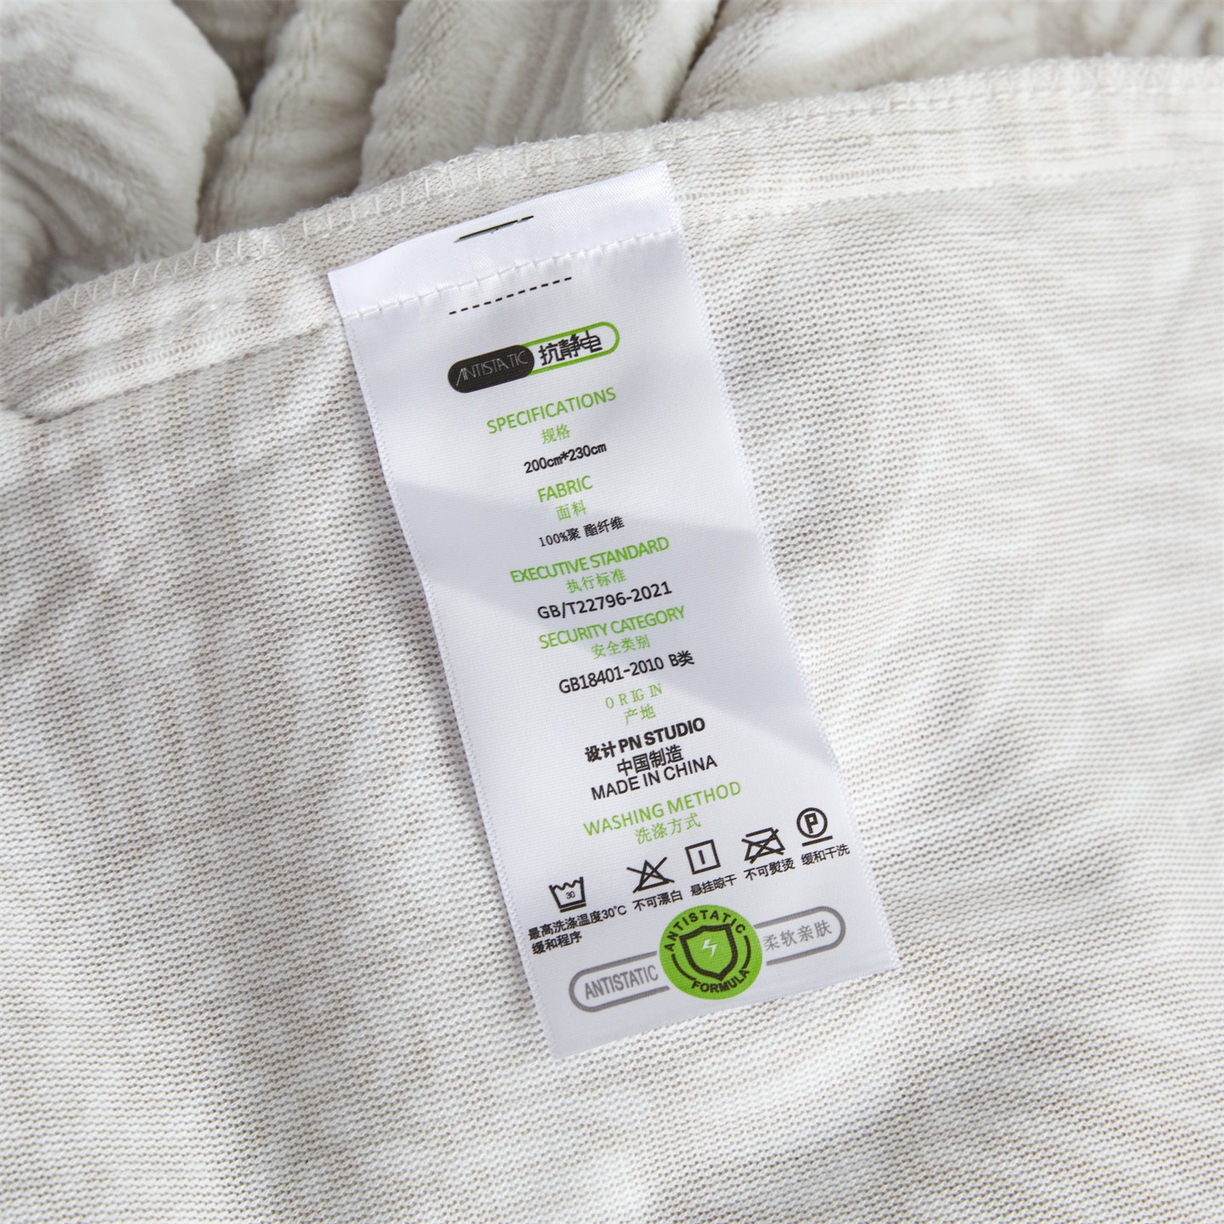 ANTISTATIC 抗静电
SPECIFICATIONS
规格
200cm*230cm
FABRIC
面料
100%聚 酯纤维
EXECUTIVE STANDARD
执行标准
GB/T22796-2021
SECURITY CATEGORY
安全类别
GB18401-2010 B类
ORIGIN
产地
设计 PN STUDIO
中国制造
MADE IN CHINA
WASHING METHOD
洗涤方式
30
P
最高洗涤温度30°C 不可漂白 悬挂晾干 不可熨烫 缓和干洗
缓和程序
ANTISTATIC
FORMULA
ANTISTATIC
柔软亲肤